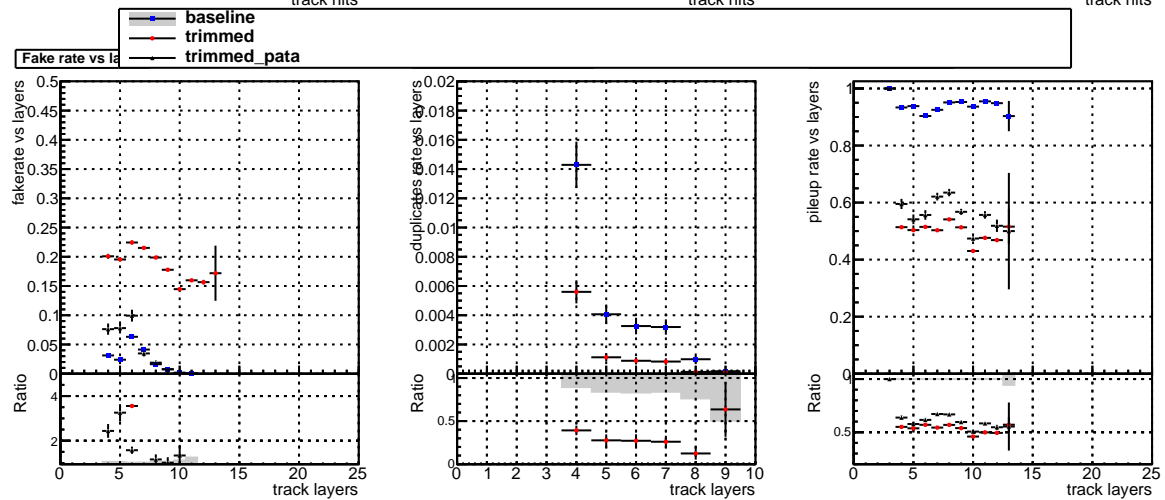 track hits track hits track hits
baseline
trimmed
trimmed_pata
Fake rate vs la
fakerate vs layers
0.5
0.45
0.4
0.35
0.3
0.25
0.2
0.15
0.1
0.05
0
Ratio
4
2
0 5 10 15 20 25
track layers
duplicates rate vs layers
0.02
0.018
0.016
0.014
0.012
0.01
0.008
0.006
0.004
0.002
0
Ratio
1
0.5
0 1 2 3 4 5 6 7 8 9 10
track layers
pileup rate vs layers
1
0.8
0.6
0.4
0.2
0
Ratio
1
0.5
0 5 10 15 20 25
track layers